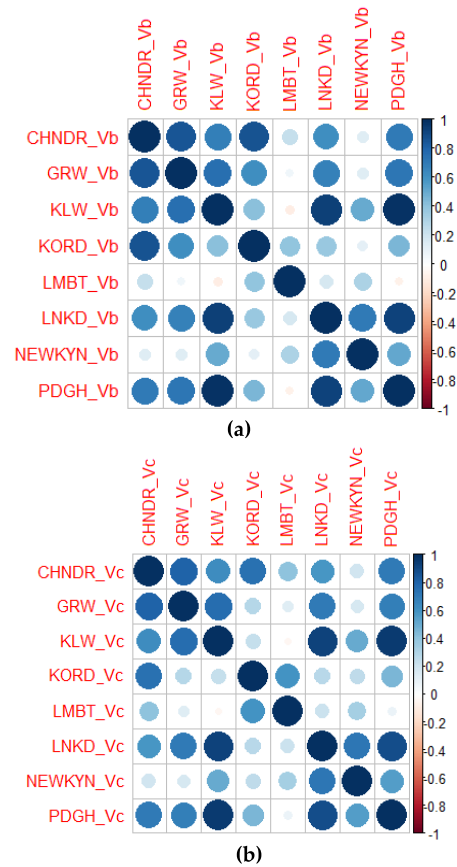 CHNDR_Vb
GRW_Vb
KLW_Vb
KORD_Vb
LMBT_Vb
LNKD_Vb
NEWKYN_Vb
PDGH_Vb
CHNDR_Vb
GRW_Vb
KLW_Vb
KORD_Vb
LMBT_Vb
LNKD_Vb
NEWKYN_Vb
PDGH_Vb
1
0.8
0.6
0.4
0.2
0
-0.2
-0.4
-0.6
-0.8
-1
(a)
CHNDR_Vc
GRW_Vc
KLW_Vc
KORD_Vc
LMBT_Vc
LNKD_Vc
NEWKYN_Vc
PDGH_Vc
CHNDR_Vc
GRW_Vc
KLW_Vc
KORD_Vc
LMBT_Vc
LNKD_Vc
NEWKYN_Vc
PDGH_Vc
1
0.8
0.6
0.4
0.2
0
-0.2
-0.4
-0.6
-0.8
-1
(b)